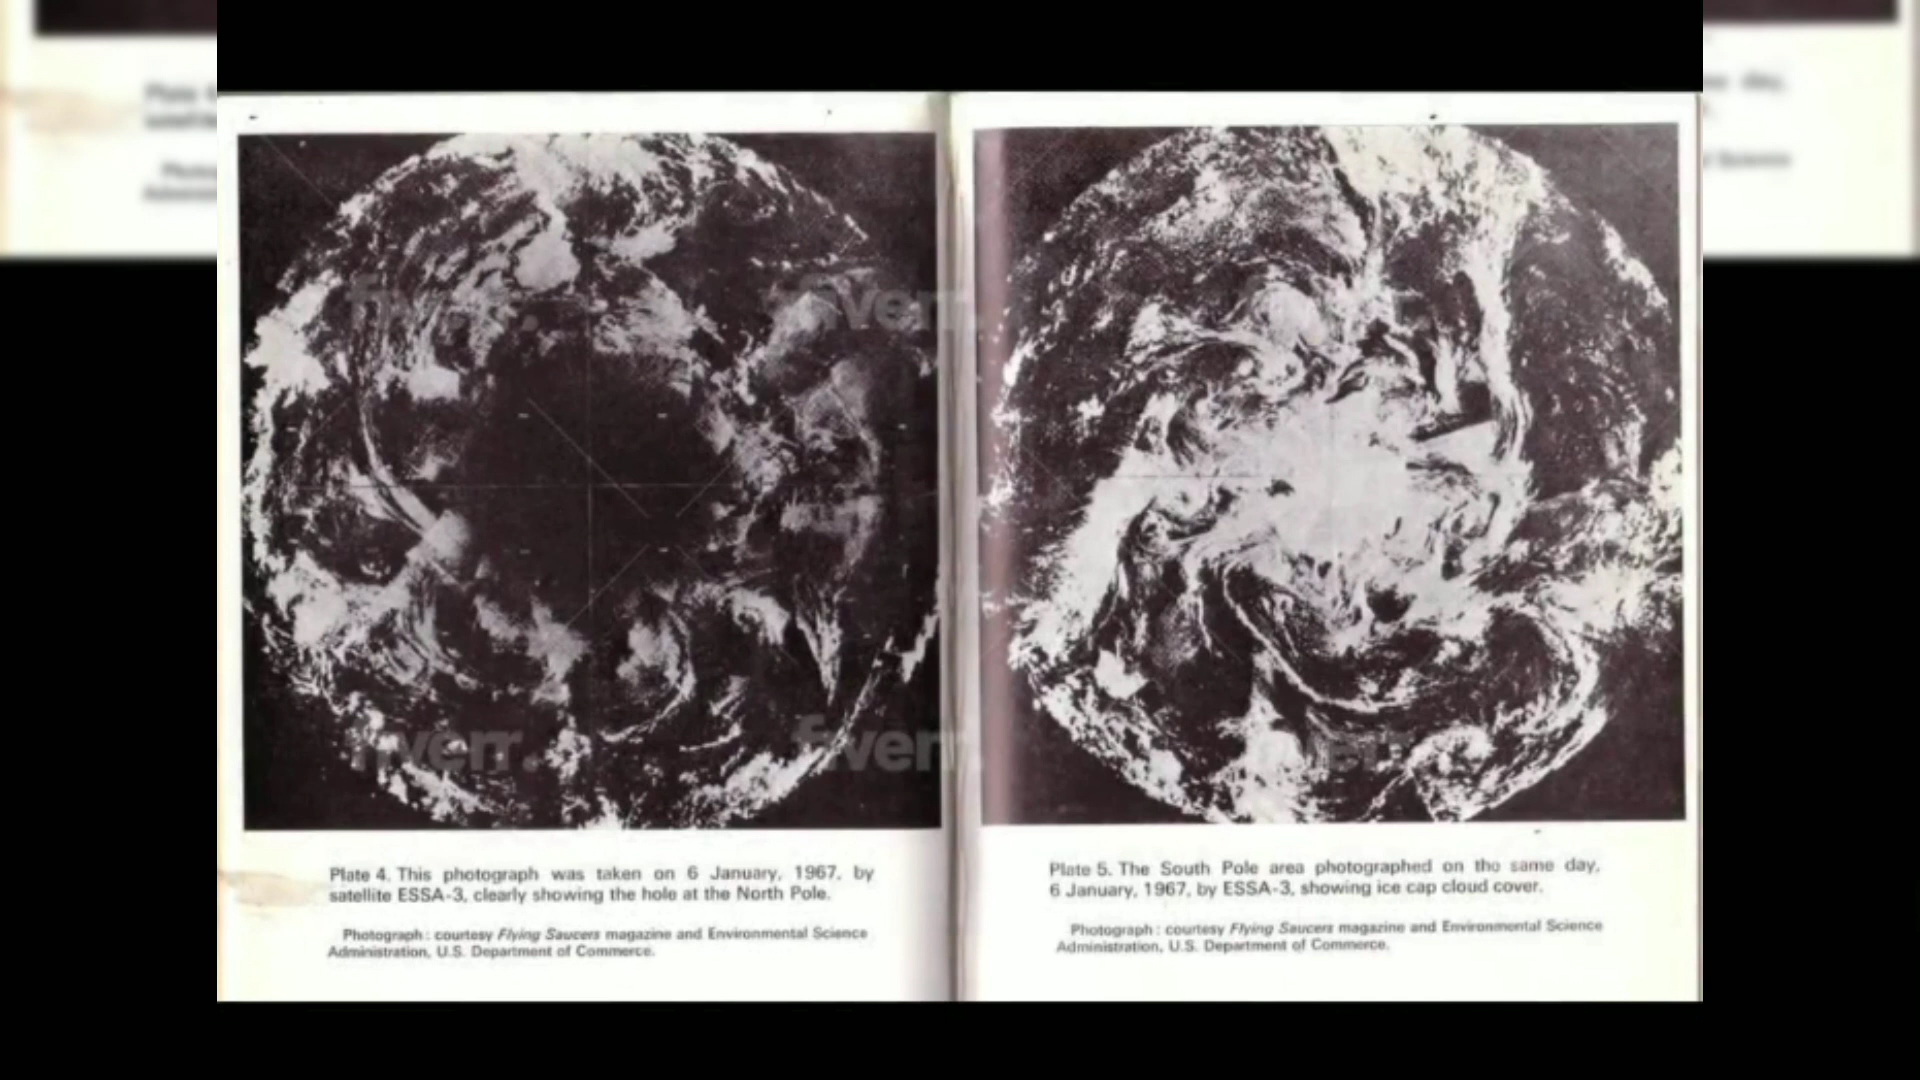 fiverr.
fiverr.
fiverr.
fiverr.
Plate 4. This photograph was taken on 6 January, 1967, by
satellite ESSA-3, clearly showing the hole at the North Pole.
Photograph : courtesy Flying Saucers magazine and Environmental Science
Administration, U.S. Department of Commerce.
Plate 5. The South Pole area photographed on the same day,
6 January, 1967, by ESSA-3, showing ice cap cloud cover.
Photograph : courtesy Flying Saucers magazine and Environmental Science
Administration, U.S. Department of Commerce.